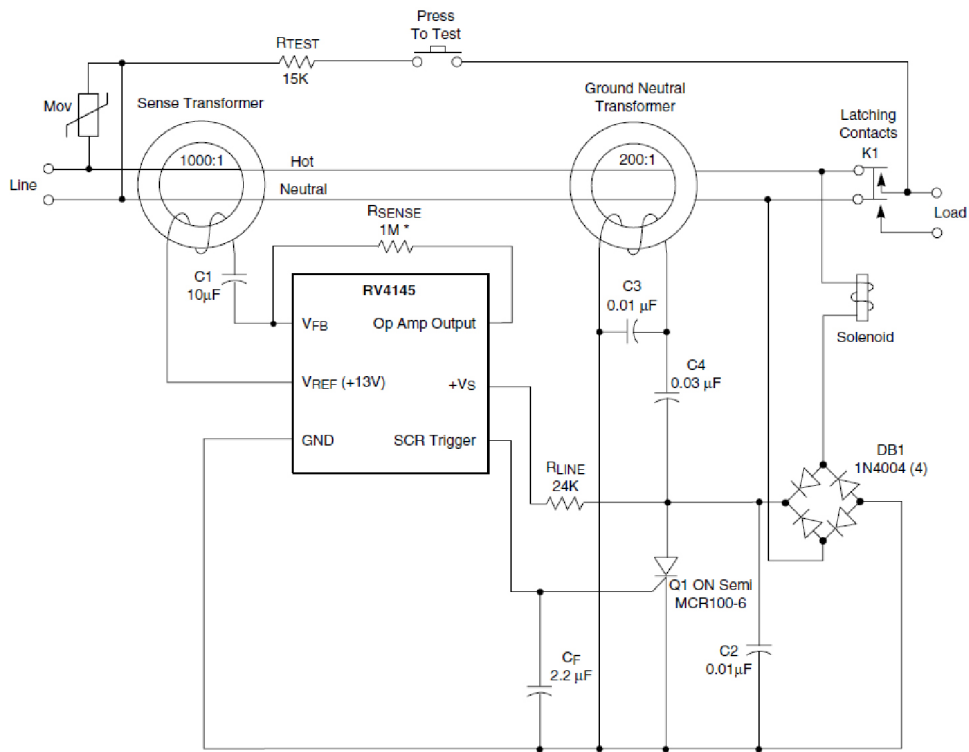 Press
To Test
RTEST
15K
Mov
Sense Transformer
Ground Neutral
Transformer
Latching
Contacts
K1
1000:1
Hot
200:1
Line
Neutral
Load
RSENSE
1M *
C1
10µF
RV4145
VFB
Op Amp Output
C3
0.01 µF
Solenoid
VREF (+13V)
+VS
C4
0.03 µF
GND
SCR Trigger
RLINE
24K
DB1
1N4004 (4)
Q1 ON Semi
MCR100-6
CF
2.2 µF
C2
0.01µF